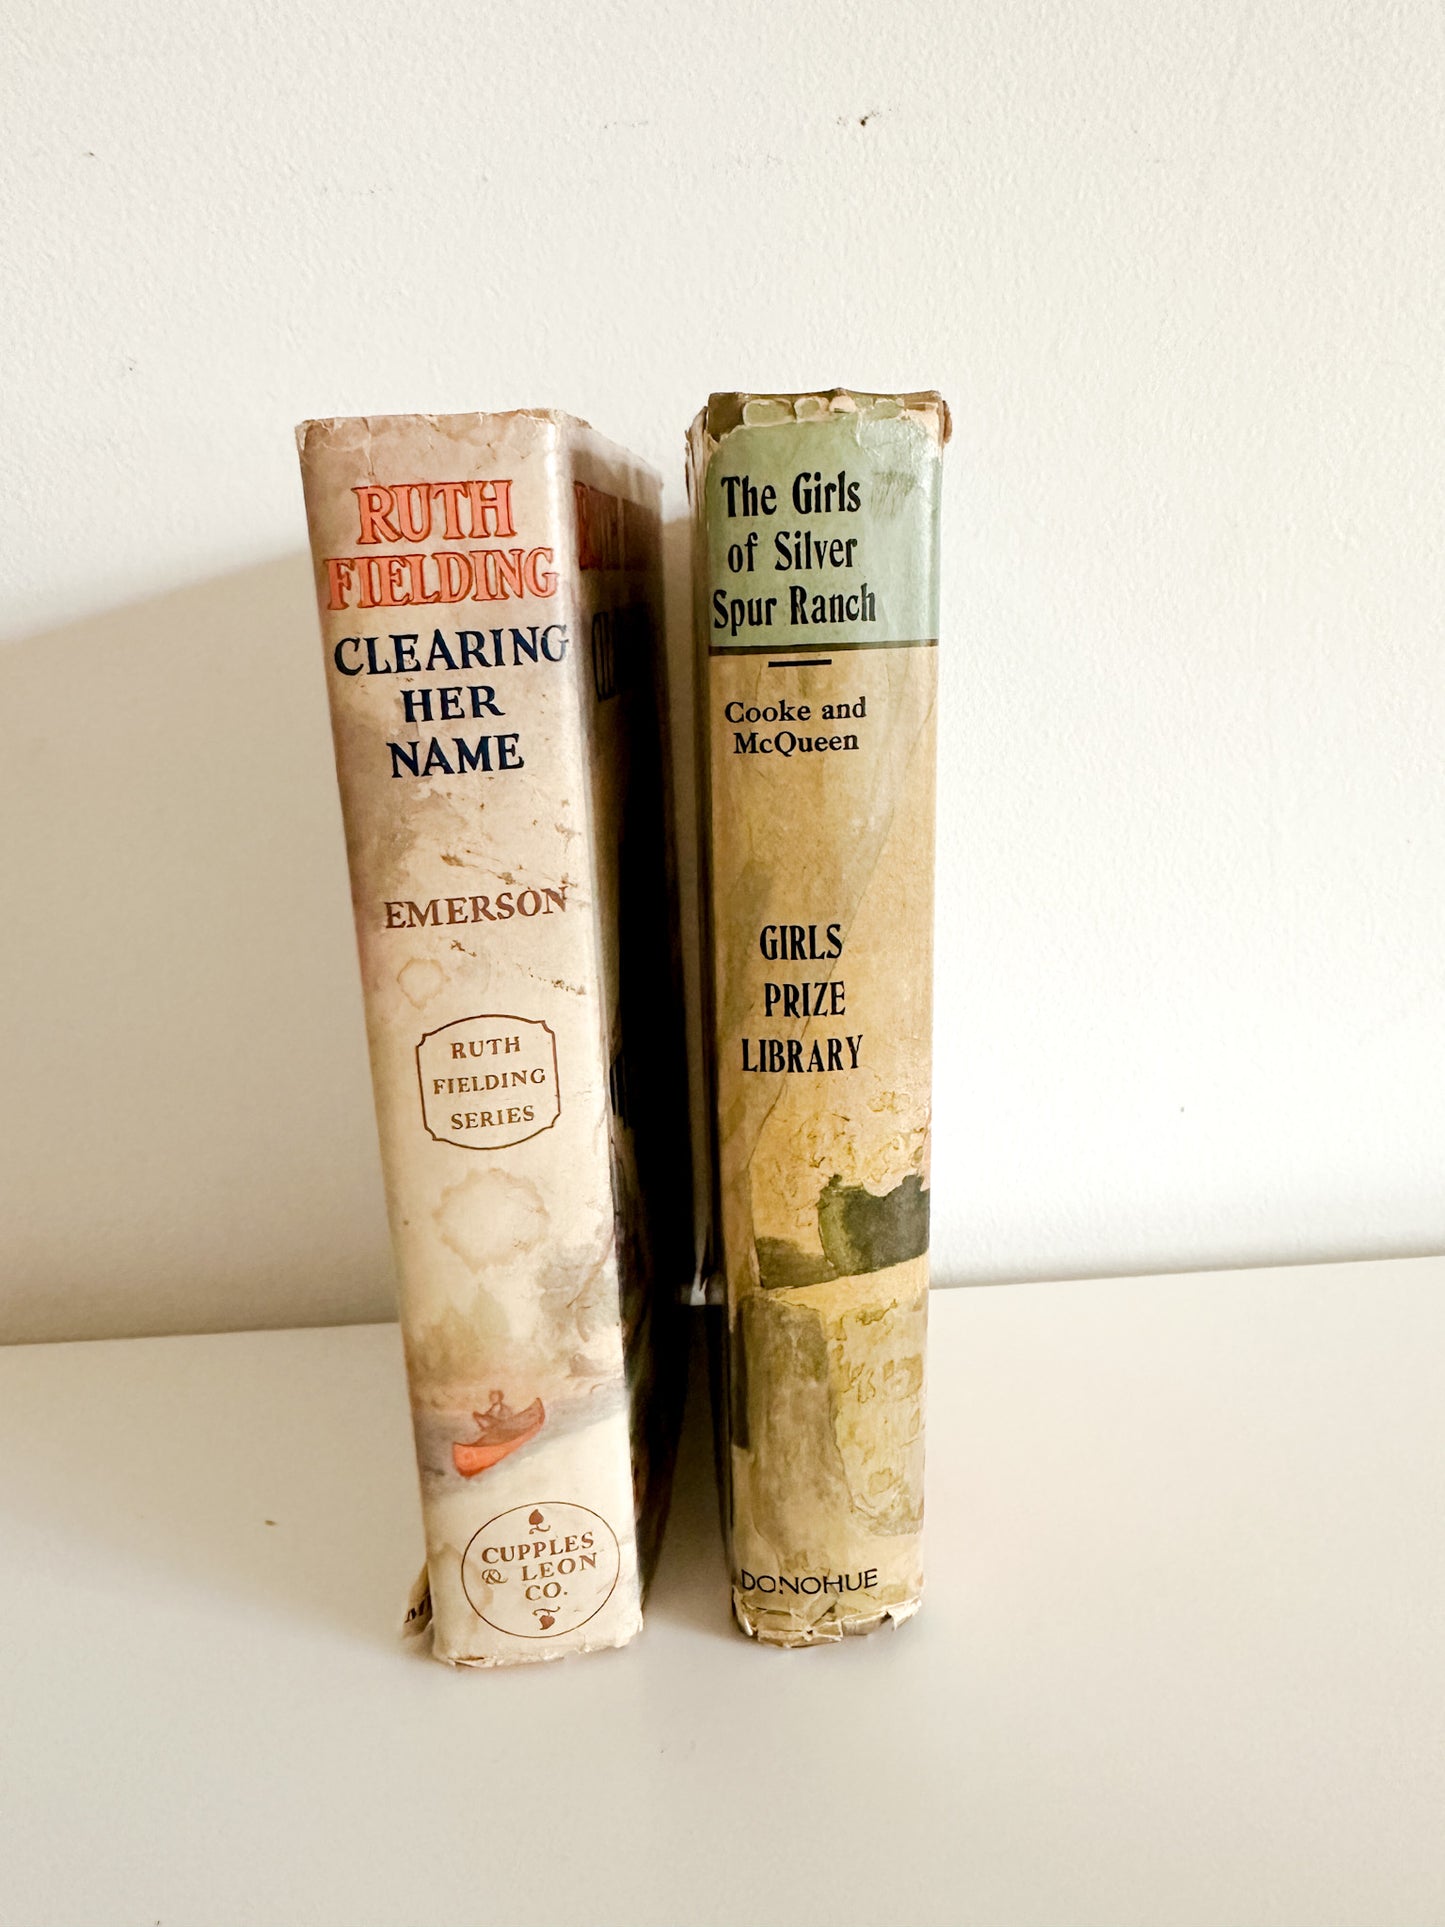 RUTH
FIELDING
CLEARING
HER
NAME
EMERSON
RUTH
FIELDING
SERIES
CUPPLES
& LEON
CO.
The Girls
of Silver
Spur Ranch
Cooke and
McQueen
GIRLS
PRIZE
LIBRARY
DONOHUE